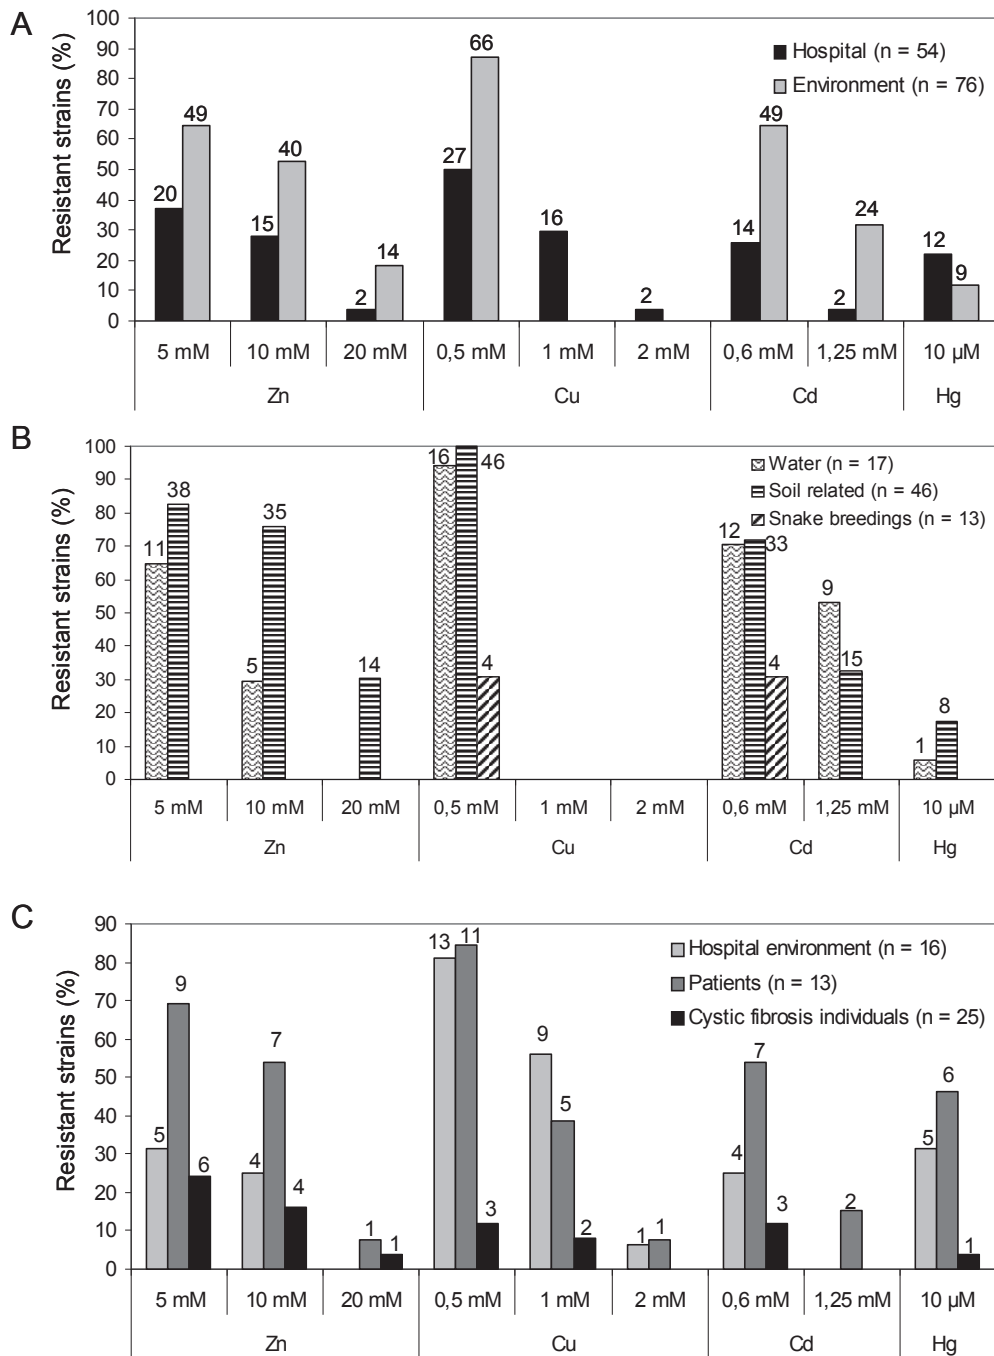 A
Resistant strains (%)
100
90
80
70
60
50
40
30
20
10
0
Hospital (n = 54)
Environment (n = 76)
20 49 15 40 2 14 27 66 16 2 14 49 2 24 12 9
5 mM 10 mM 20 mM 0,5 mM 1 mM 2 mM 0,6 mM 1,25 mM 10 µM
Zn Cu Cd Hg
B
Resistant strains (%)
100
90
80
70
60
50
40
30
20
10
0
Water (n = 17)
Soil related (n = 46)
Snake breedings (n = 13)
11 38 5 35 14 16 46 4 12 33 4 9 15 1 8
5 mM 10 mM 20 mM 0,5 mM 1 mM 2 mM 0,6 mM 1,25 mM 10 µM
Zn Cu Cd Hg
C
Resistant strains (%)
90
80
70
60
50
40
30
20
10
0
Hospital environment (n = 16)
Patients (n = 13)
Cystic fibrosis individuals (n = 25)
5 9 6 4 7 4 1 1 13 11 3 9 5 2 1 1 4 7 3 2 5 6 1
5 mM 10 mM 20 mM 0,5 mM 1 mM 2 mM 0,6 mM 1,25 mM 10 µM
Zn Cu Cd Hg